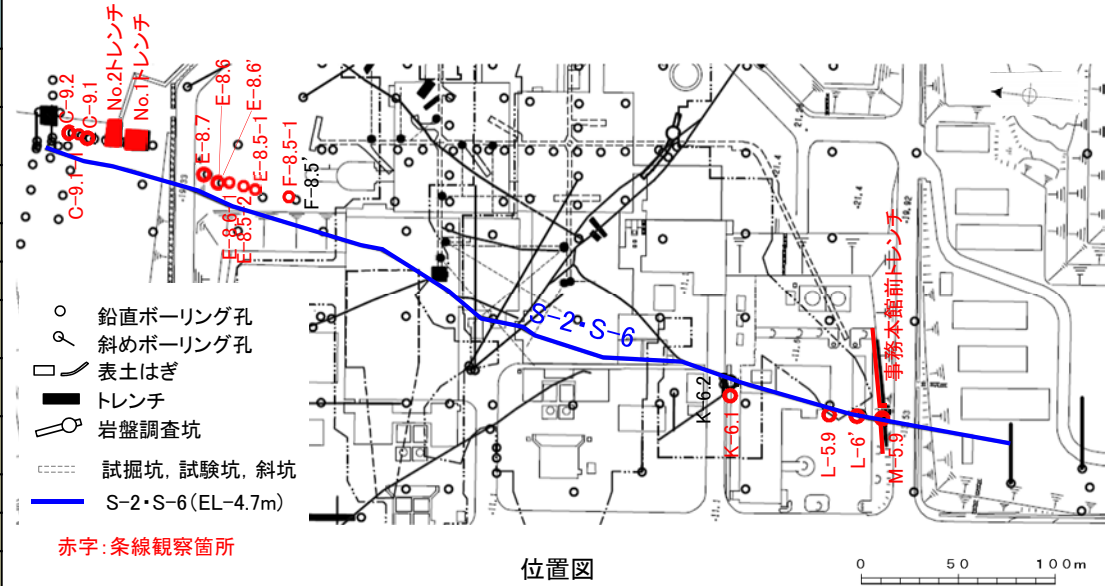 C-9.2
C-9.1
No.2トレンチ
No.1トレンチ
E-8.6
E-8.6'
E-8.7
E-8.5-1
F-8.5-1
F-8.5'
C-9.1-1
E-8.6-1
E-8.5-2
S-2・S-6
事務本館前トレンチ
K-6.2
K-6.1
L-5.9
L-6'
M-5.9
鉛直ボーリング孔
斜めボーリング孔
表土はぎ
トレンチ
岩盤調査坑
試掘坑, 試験坑, 斜坑
S-2・S-6(EL-4.7m)
赤字:条線観察箇所
位置図
0 50 100m